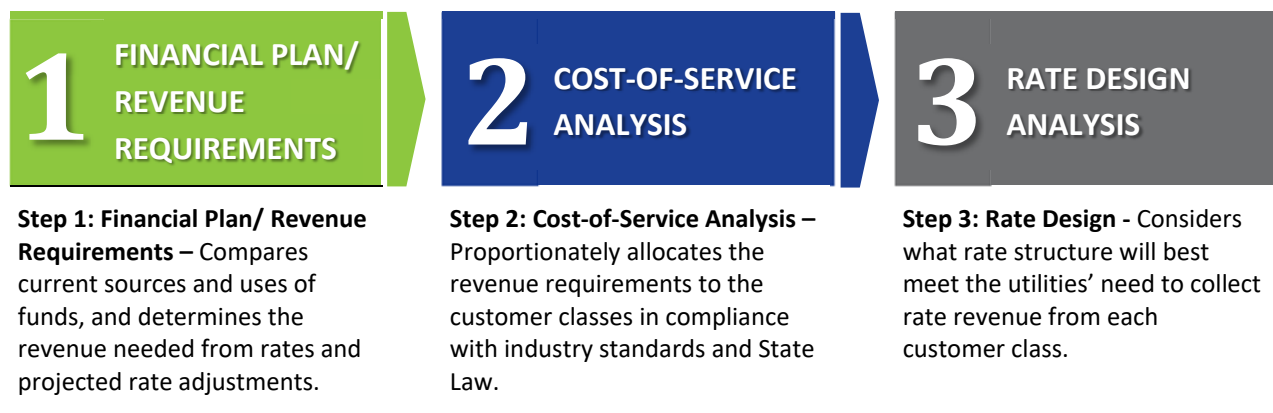 1
FINANCIAL PLAN/
REVENUE
REQUIREMENTS
2
COST-OF-SERVICE
ANALYSIS
3
RATE DESIGN
ANALYSIS
Step 1: Financial Plan/ Revenue
Requirements – Compares
current sources and uses of
funds, and determines the
revenue needed from rates and
projected rate adjustments.
Step 2: Cost-of-Service Analysis –
Proportionately allocates the
revenue requirements to the
customer classes in compliance
with industry standards and State
Law.
Step 3: Rate Design - Considers
what rate structure will best
meet the utilities’ need to collect
rate revenue from each
customer class.